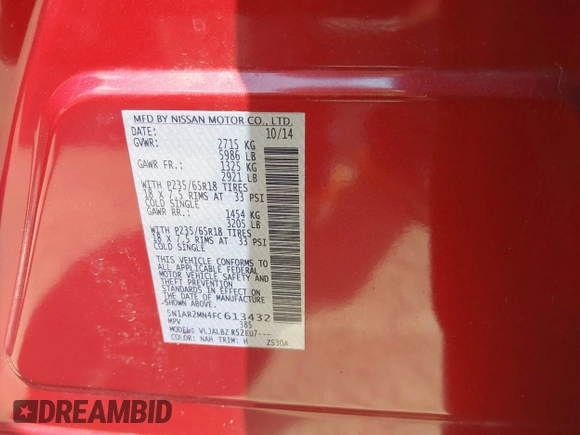 MFD BY NISSAN MOTOR CO., LTD.
DATE: 10/14
GVWR: 2715 KG
5986 LB
GAWR FR.: 1325 KG
2921 LB
WITH P235/65R18 TIRES
18 X 7.5 RIMS AT 33 PSI
COLD SINGLE
GAWR RR.: 1454 KG
3205 LB
WITH P235/65R18 TIRES
18 X 7.5 RIMS AT 33 PSI
COLD SINGLE
THIS VEHICLE CONFORMS TO
ALL APPLICABLE FEDERAL
MOTOR VEHICLE SAFETY AND
THEFT PREVENTION
STANDARDS IN EFFECT ON
THE DATE OF MANUFACTURE
SHOWN ABOVE
5N1AR2MN4FC613432
MPV 385
MODEL: VLJALBZ R52EU7---
COLOR: NAH TRIM: H ZS30A
DREAMBID